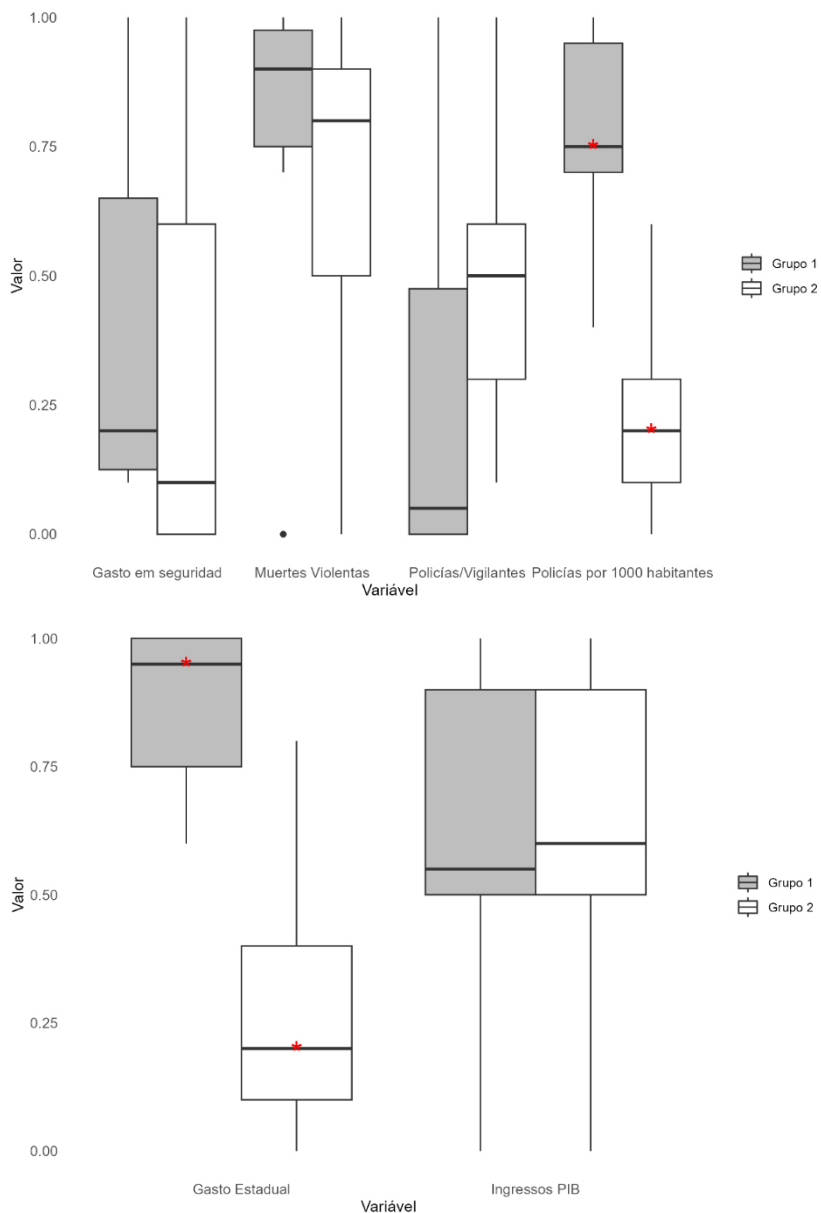 1.00
0.75
0.50
0.25
0.00
Valor
Gasto em seguridad
Muertes Violentas
Policías/Vigilantes
Policías por 1000 habitantes
Variável
Grupo 1
Grupo 2
1.00
0.75
0.50
0.25
0.00
Valor
Gasto Estadual
Ingressos PIB
Variável
Grupo 1
Grupo 2